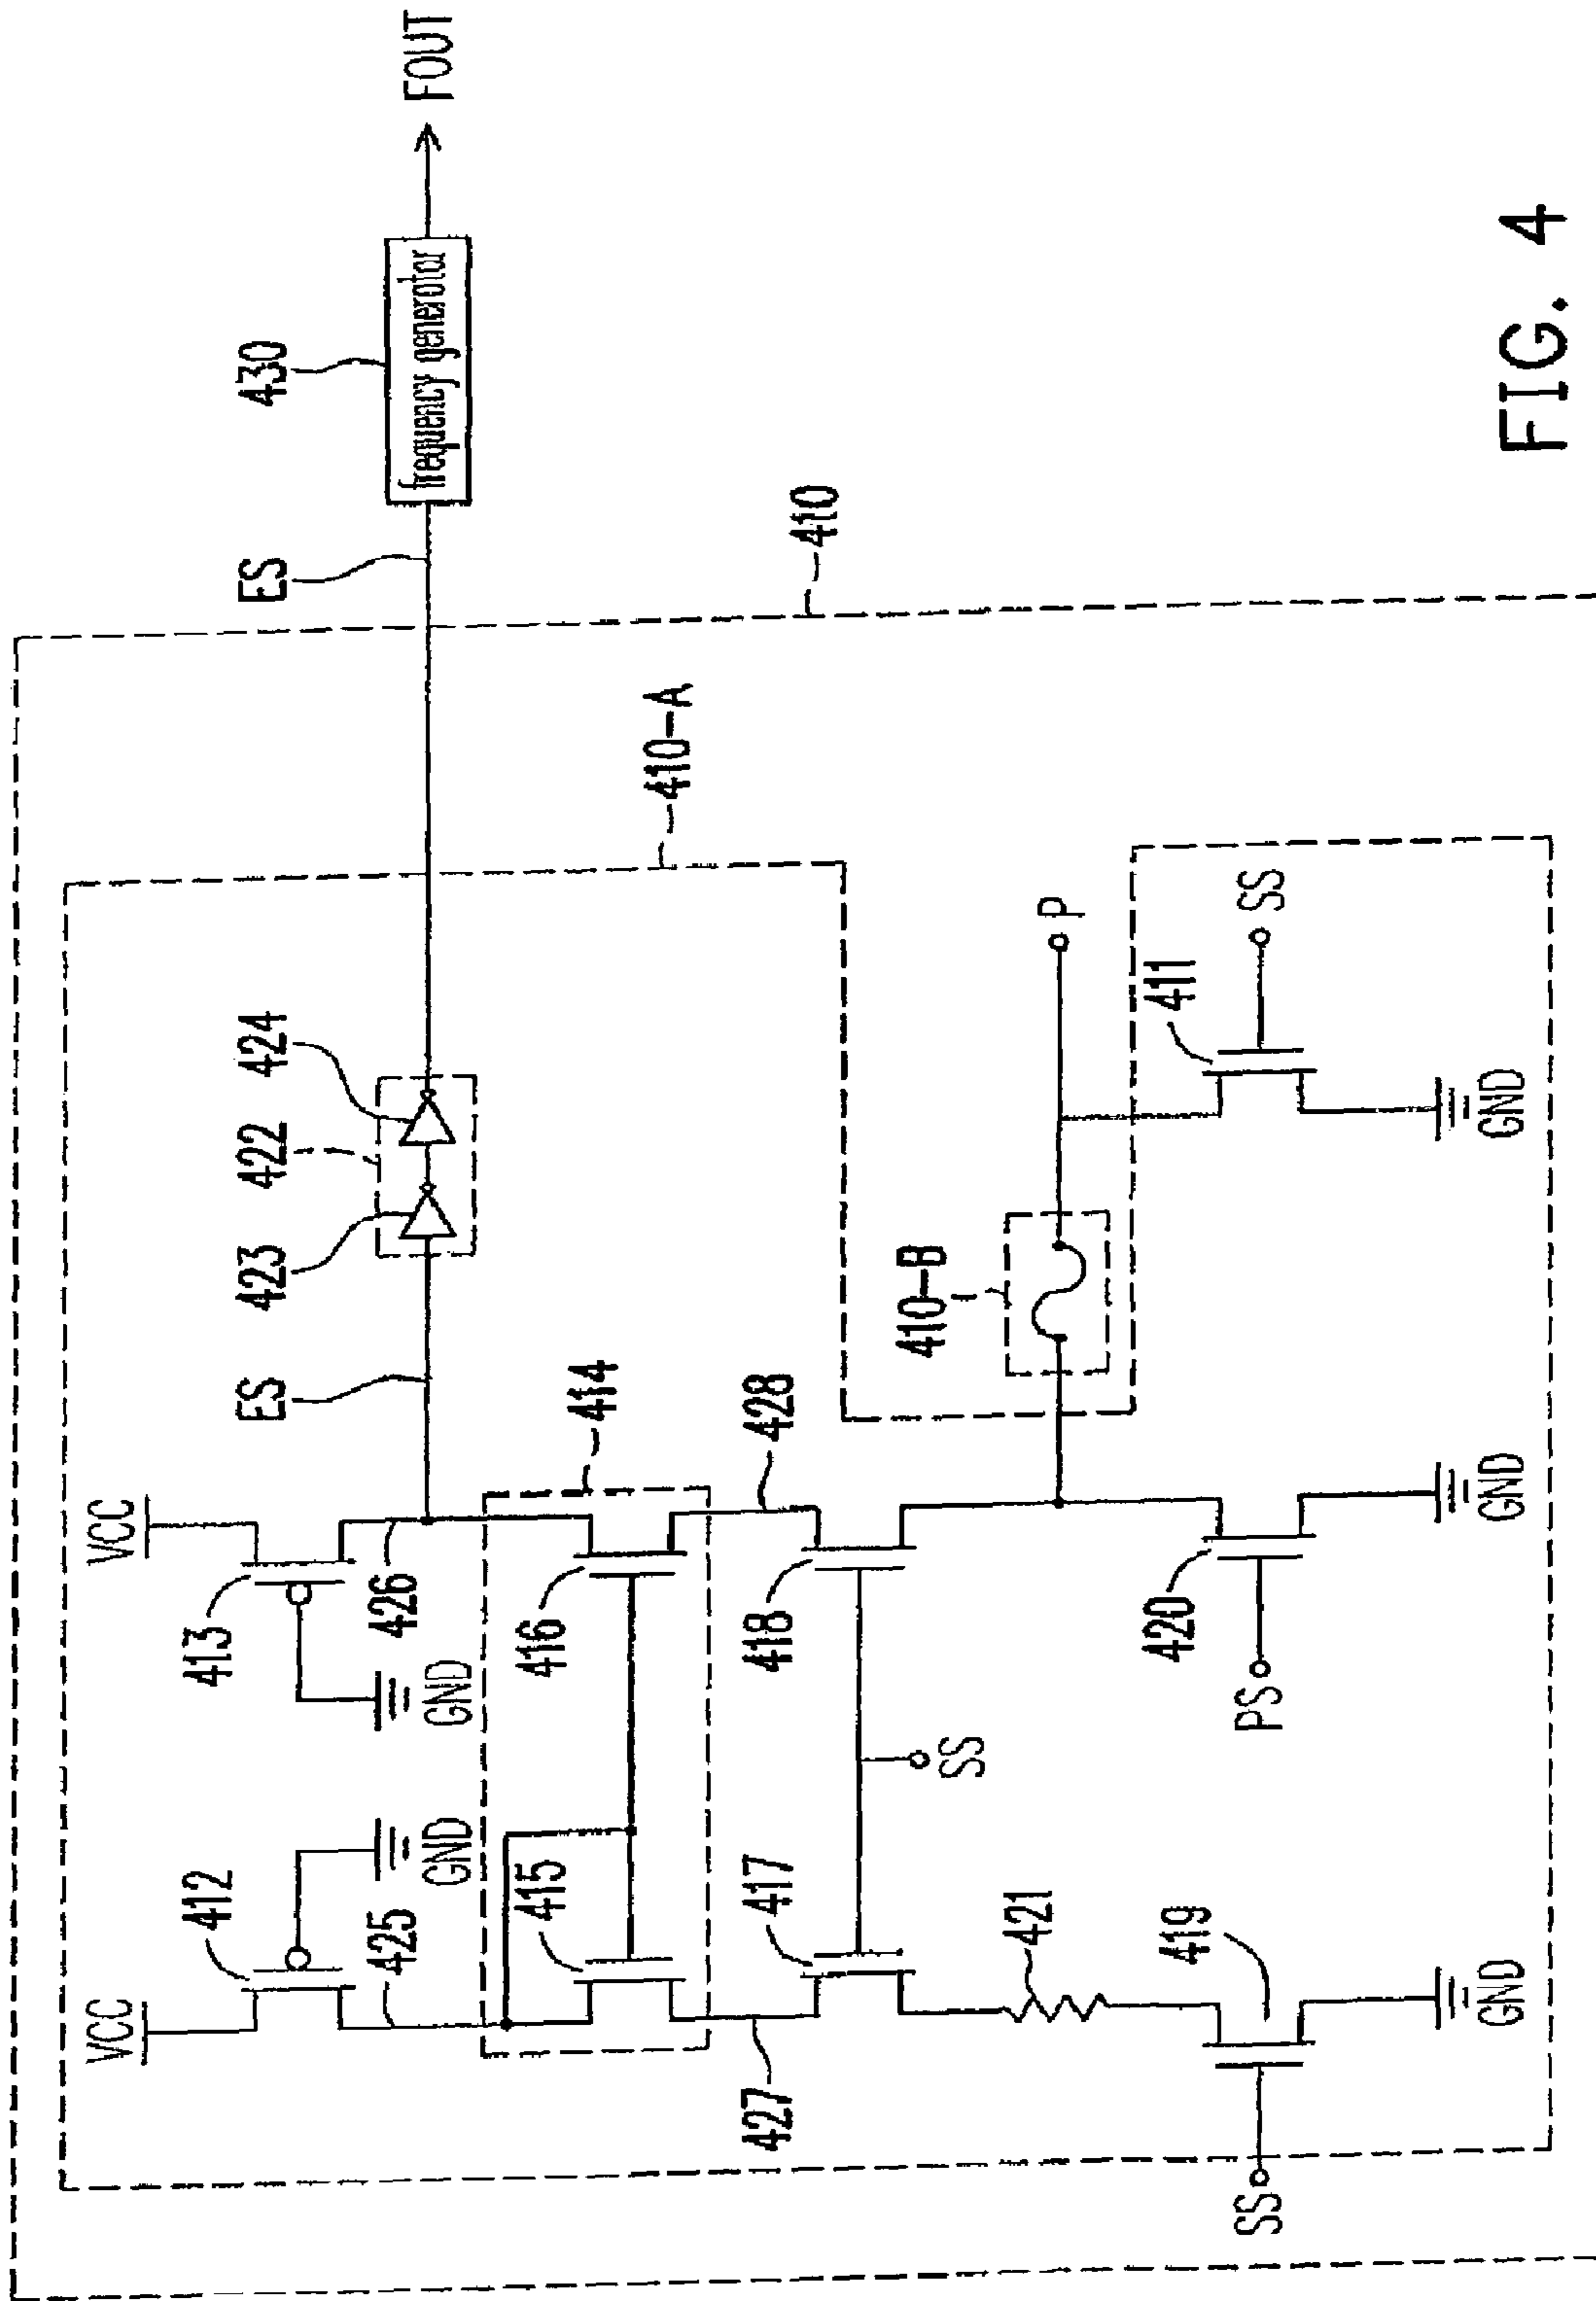 VCC
VCC
412
413
GND
GND
425
426
ES
423
422
424
ES
430
frequency generator
FOUT
414
415
416
410-A
410
427
417
418
428
SS
410-B
P
421
419
SS
GND
PS
420
GND
411
SS
GND
FIG. 4